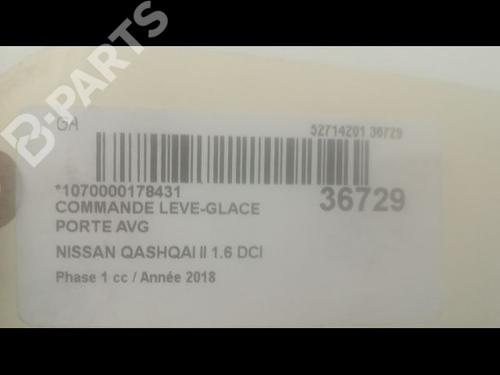 B-PARTS
GA
52714201 36729
*1070000178431
36729
COMMANDE LEVE-GLACE
PORTE AVG
NISSAN QASHQAI II 1.6 DCI
Phase 1 cc / Année 2018